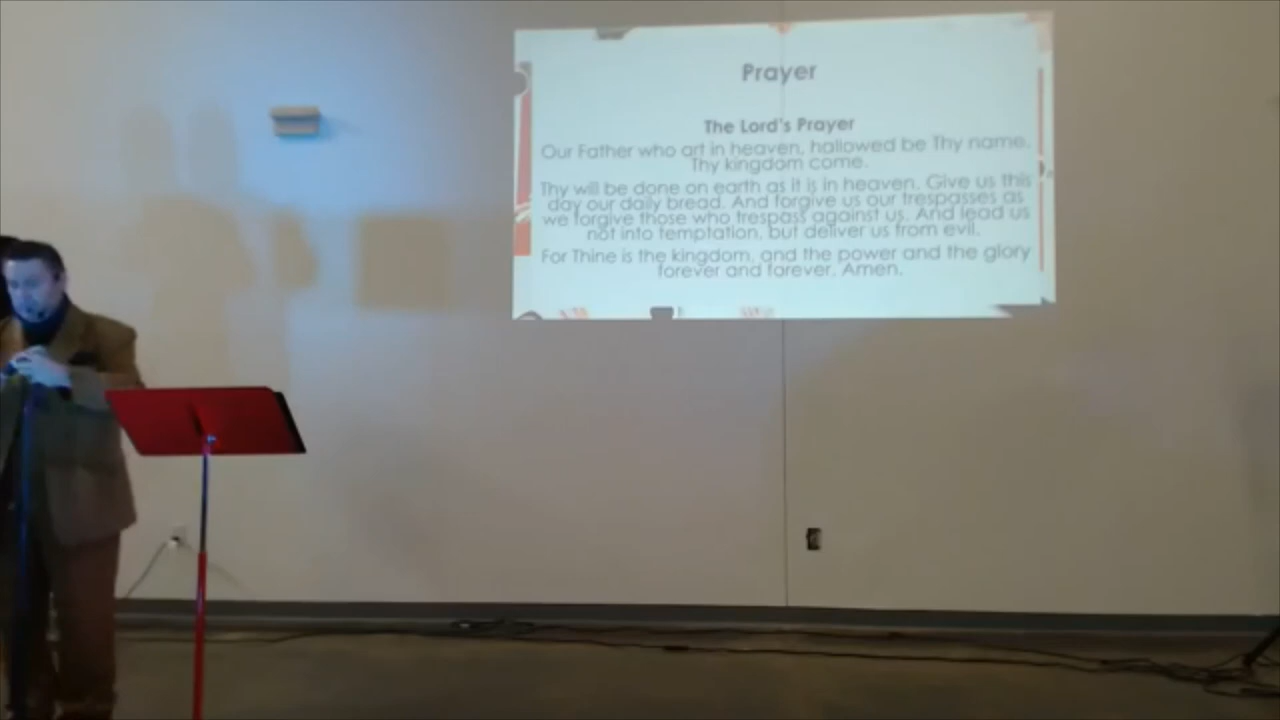 Prayer
The Lord's Prayer
Our Father who art in heaven, hallowed be Thy name.
Thy kingdom come.
Thy will be done on earth as it is in heaven. Give us this
day our daily bread. And forgive us our trespasses as
we forgive those who trespass against us. And lead us
not into temptation, but deliver us from evil.
For Thine is the kingdom, and the power and the glory
forever and forever. Amen.